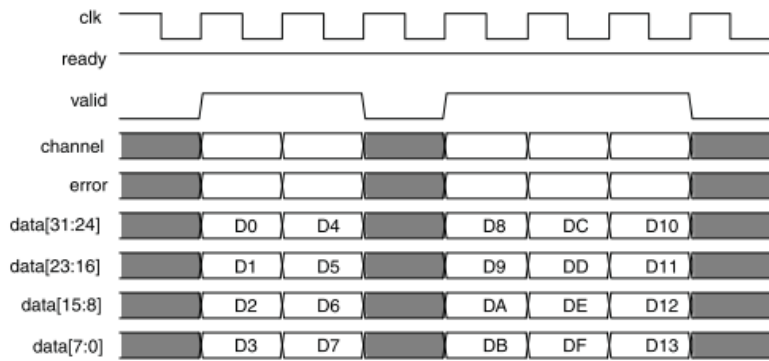 clk
ready
valid
channel
error
data[31:24] D0 D4 D8 DC D10
data[23:16] D1 D5 D9 DD D11
data[15:8] D2 D6 DA DE D12
data[7:0] D3 D7 DB DF D13